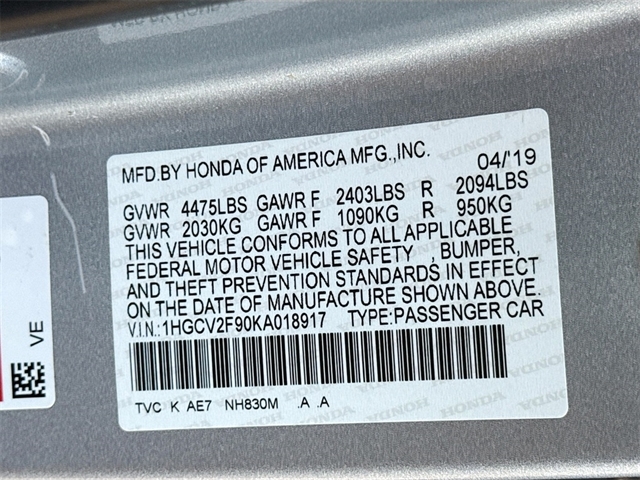 MFD.BY HONDA OF AMERICA MFG.,INC. 04/'19
GVWR 4475LBS GAWR F 2403LBS R 2094LBS
GVWR 2030KG GAWR F 1090KG R 950KG
THIS VEHICLE CONFORMS TO ALL APPLICABLE
FEDERAL MOTOR VEHICLE SAFETY , BUMPER,
AND THEFT PREVENTION STANDARDS IN EFFECT
ON THE DATE OF MANUFACTURE SHOWN ABOVE.
V.I.N.:1HGCV2F90KA018917 TYPE:PASSENGER CAR
TVC K AE7 NH830M .A .A
VE